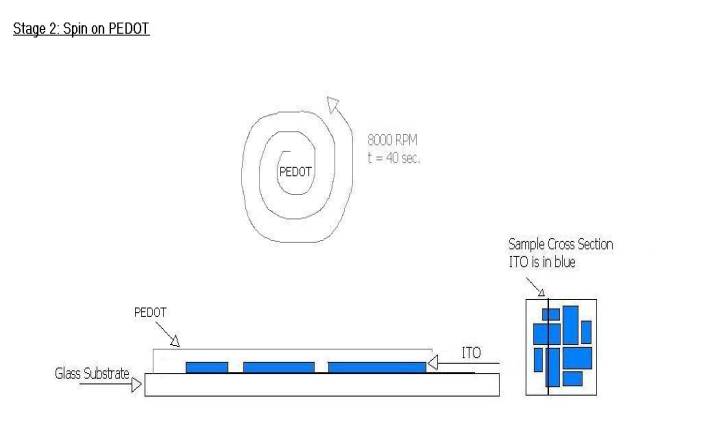 Stage 2: Spin on PEDOT
8000 RPM
t = 40 sec.
PEDOT
Sample Cross Section
ITO is in blue
PEDOT
ITO
Glass Substrate